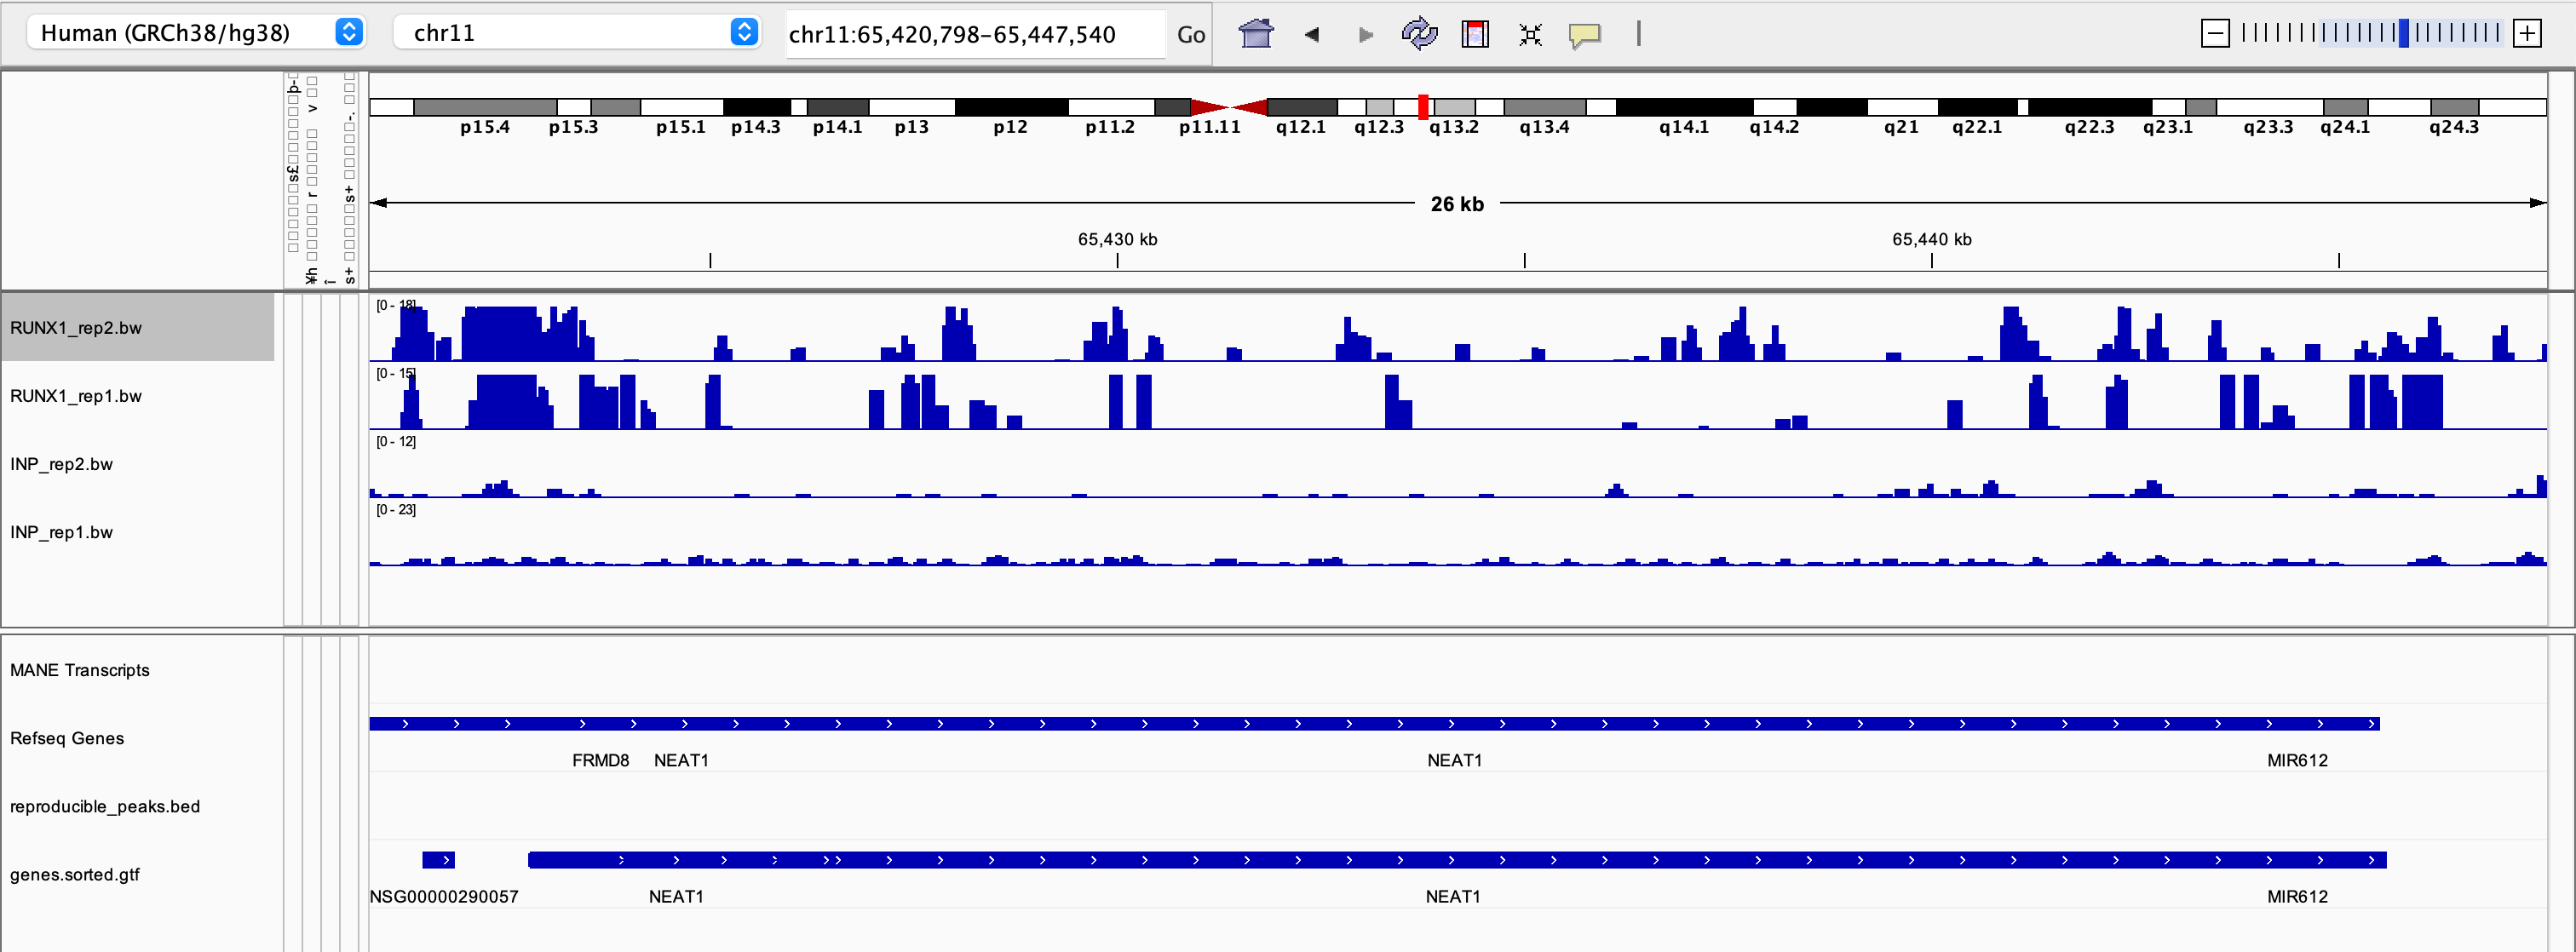 Human (GRCh38/hg38) chr11 chr11:65,420,798-65,447,540 Go
p15.4 p15.3 p15.1 p14.3 p14.1 p13 p12 p11.2 p11.11 q12.1 q12.3 q13.2 q13.4 q14.1 q14.2 q21 q22.1 q22.3 q23.1 q23.3 q24.1 q24.3
26 kb
65,430 kb 65,440 kb
RUNX1_rep2.bw [0 - 18]
RUNX1_rep1.bw [0 - 15]
INP_rep2.bw [0 - 12]
INP_rep1.bw [0 - 23]
MANE Transcripts
Refseq Genes
FRMD8 NEAT1 NEAT1 MIR612
reproducible_peaks.bed
genes.sorted.gtf
NSG00000290057 NEAT1 NEAT1 MIR612